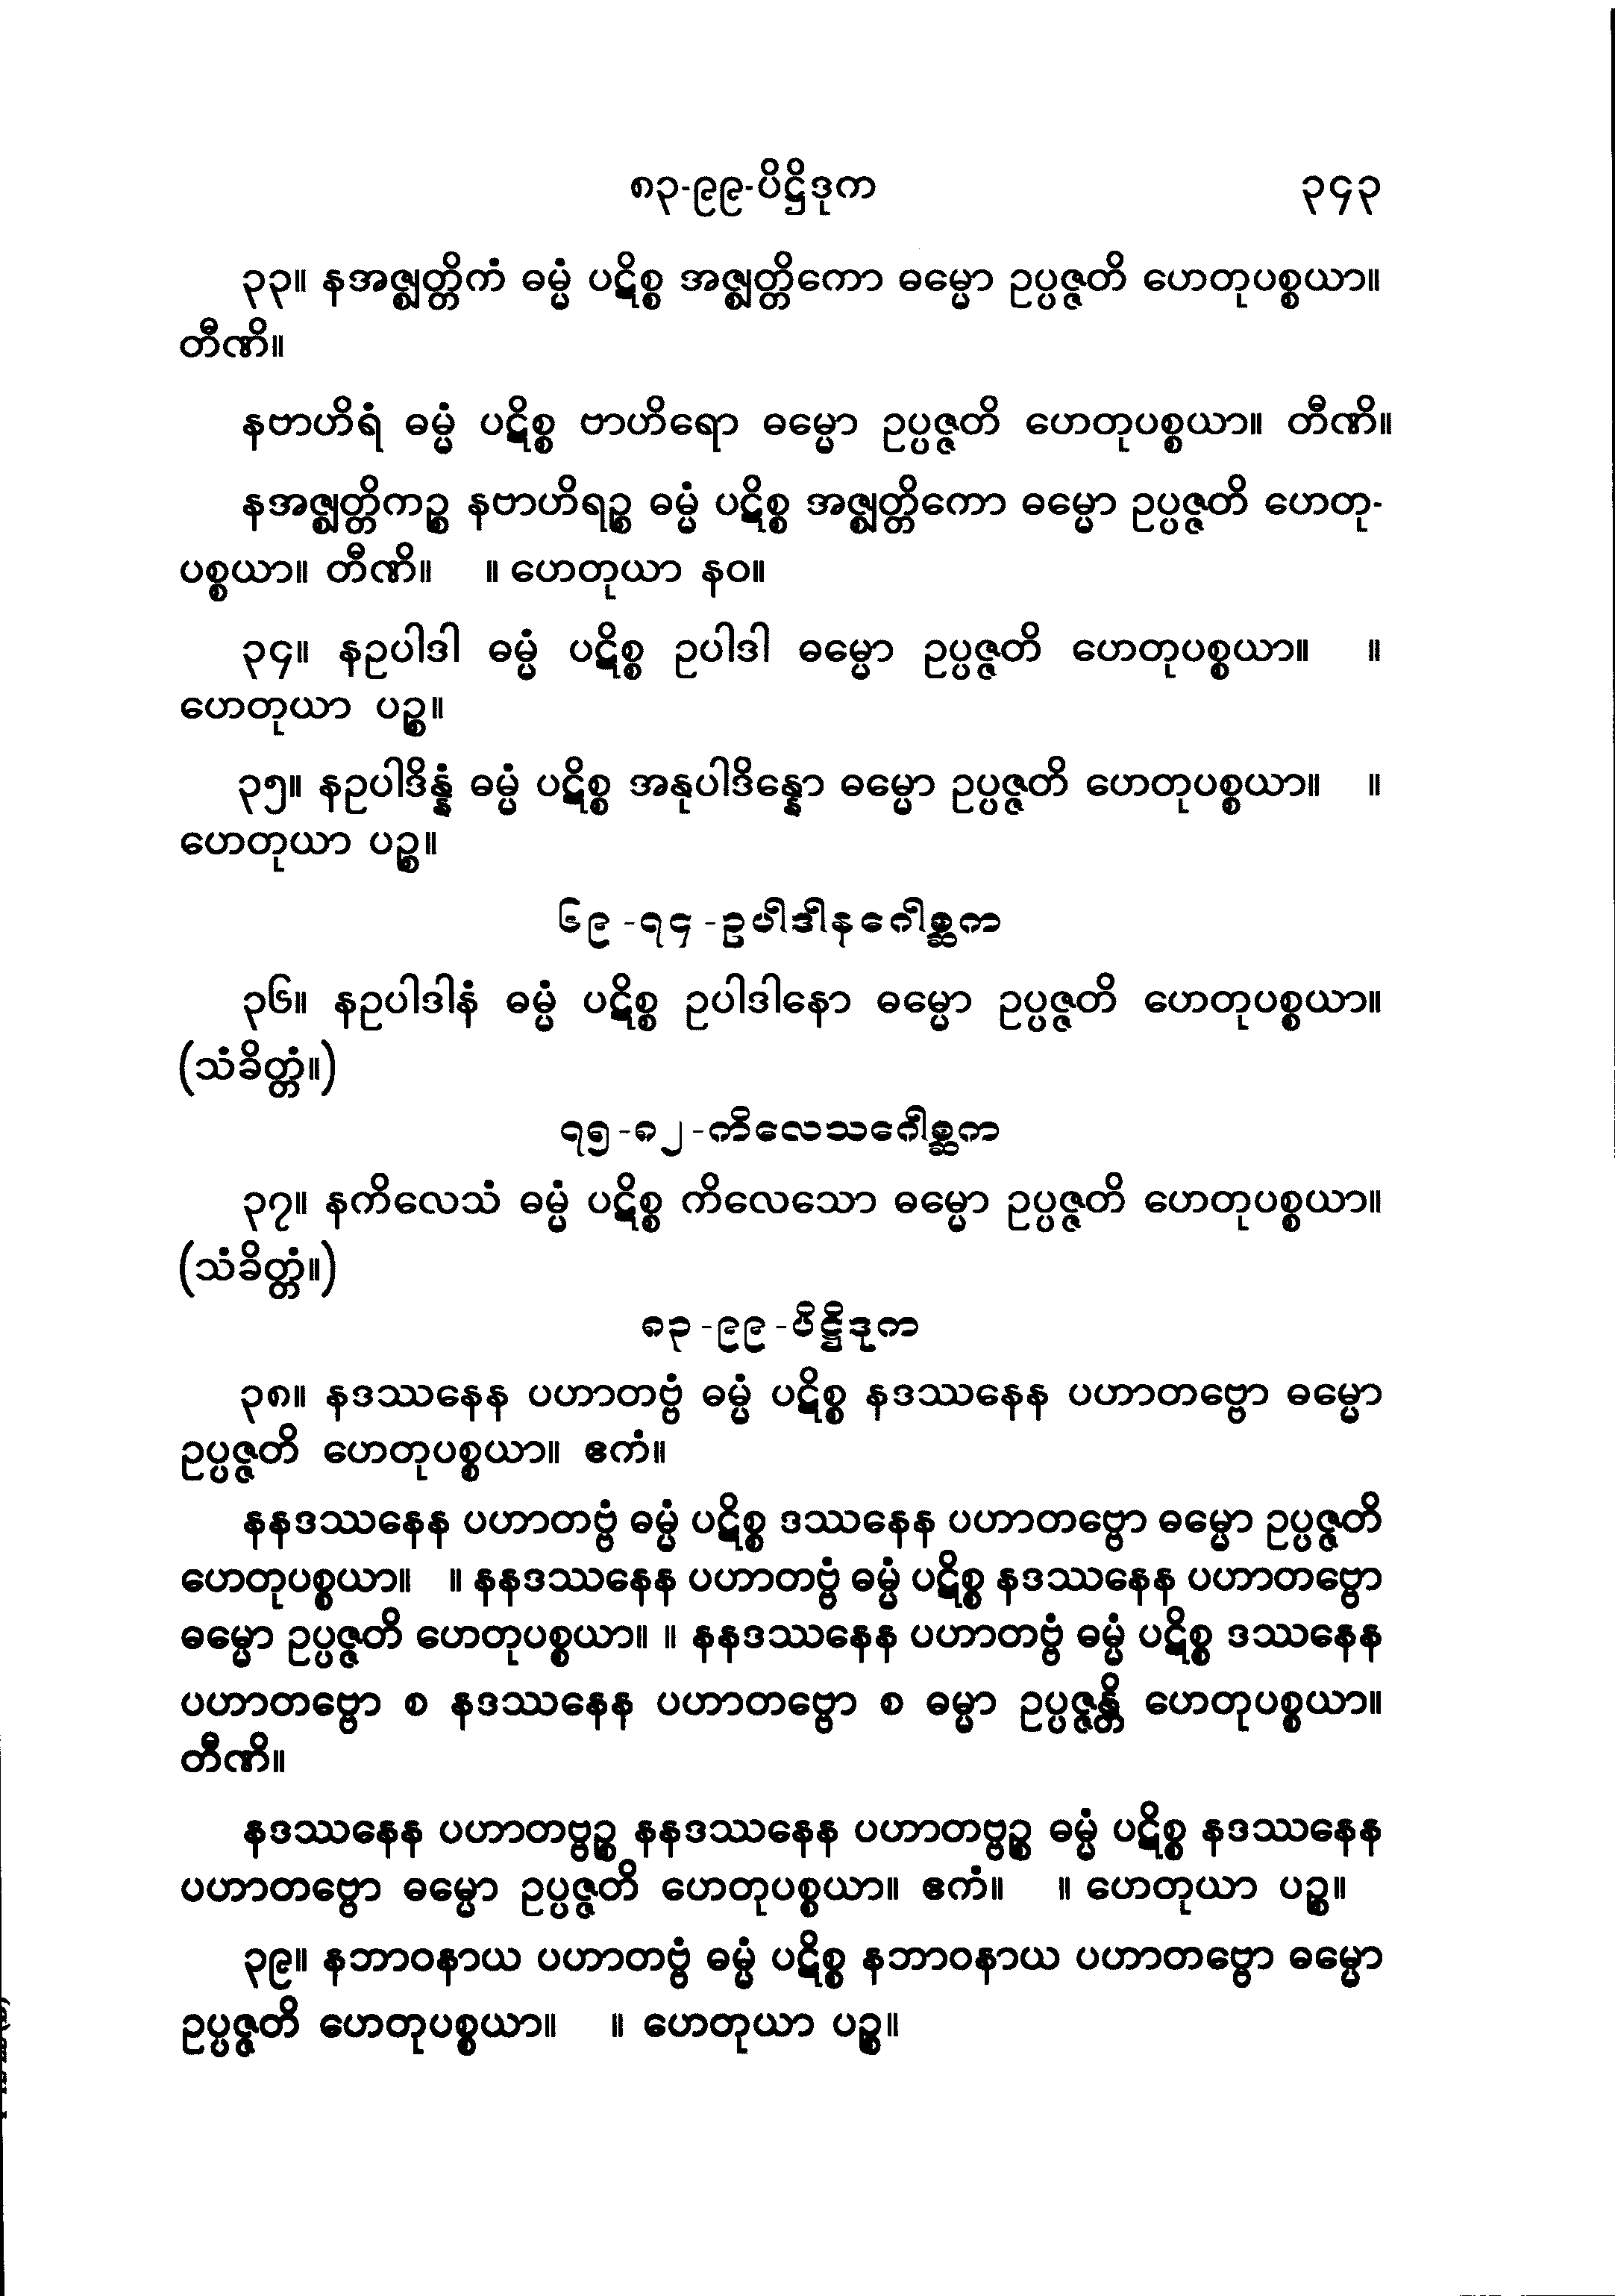 ၈၃-၉၉-ပိဋ္ဌိဒုက ၃၄၃
၃၃။ နအဇ္ဈတ္တိကံ ဓမ္မံ ပဋိစ္စ အဇ္ဈတ္တိကော ဓမ္မော ဥပ္ပဇ္ဇတိ ဟေတုပစ္စယာ။
တီဏိ။
နဗာဟိရံ ဓမ္မံ ပဋိစ္စ ဗာဟိရော ဓမ္မော ဥပ္ပဇ္ဇတိ ဟေတုပစ္စယာ။ တီဏိ။
နအဇ္ဈတ္တိကဉ္စ နဗာဟိရဉ္စ ဓမ္မံ ပဋိစ္စ အဇ္ဈတ္တိကော ဓမ္မော ဥပ္ပဇ္ဇတိ ဟေတု-
ပစ္စယာ။ တီဏိ။ ။ ဟေတုယာ နဝ။
၃၄။ နဥပါဒါ ဓမ္မံ ပဋိစ္စ ဥပါဒါ ဓမ္မော ဥပ္ပဇ္ဇတိ ဟေတုပစ္စယာ။ ။
ဟေတုယာ ပဉ္စ။
၃၅။ နဥပါဒိန္နံ ဓမ္မံ ပဋိစ္စ အနုပါဒိန္နော ဓမ္မော ဥပ္ပဇ္ဇတိ ဟေတုပစ္စယာ။ ။
ဟေတုယာ ပဉ္စ။
၆၉-၇၄-ဥပါဒါနဂေါစ္ဆက
၃၆။ နဥပါဒါနံ ဓမ္မံ ပဋိစ္စ ဥပါဒါနော ဓမ္မော ဥပ္ပဇ္ဇတိ ဟေတုပစ္စယာ။
(သံခိတ္တံ။)
၇၅-၈၂-ကိလေသဂေါစ္ဆက
၃၇။ နကိလေသံ ဓမ္မံ ပဋိစ္စ ကိလေသော ဓမ္မော ဥပ္ပဇ္ဇတိ ဟေတုပစ္စယာ။
(သံခိတ္တံ။)
၈၃-၉၉-ပိဋ္ဌိဒုက
၃၈။ နဒဿနေန ပဟာတဗ္ဗံ ဓမ္မံ ပဋိစ္စ နဒဿနေန ပဟာတဗ္ဗော ဓမ္မော
ဥပ္ပဇ္ဇတိ ဟေတုပစ္စယာ။ ဧကံ။
နနဒဿနေန ပဟာတဗ္ဗံ ဓမ္မံ ပဋိစ္စ ဒဿနေန ပဟာတဗ္ဗော ဓမ္မော ဥပ္ပဇ္ဇတိ
ဟေတုပစ္စယာ။ ။ နနဒဿနေန ပဟာတဗ္ဗံ ဓမ္မံ ပဋိစ္စ နဒဿနေန ပဟာတဗ္ဗော
ဓမ္မော ဥပ္ပဇ္ဇတိ ဟေတုပစ္စယာ။ ။ နနဒဿနေန ပဟာတဗ္ဗံ ဓမ္မံ ပဋိစ္စ ဒဿနေန
ပဟာတဗ္ဗော စ နဒဿနေန ပဟာတဗ္ဗော စ ဓမ္မာ ဥပ္ပဇ္ဇန္တိ ဟေတုပစ္စယာ။
တီဏိ။
နဒဿနေန ပဟာတဗ္ဗဉ္စ နနဒဿနေန ပဟာတဗ္ဗဉ္စ ဓမ္မံ ပဋိစ္စ နဒဿနေန
ပဟာတဗ္ဗော ဓမ္မော ဥပ္ပဇ္ဇတိ ဟေတုပစ္စယာ။ ဧကံ။ ။ ဟေတုယာ ပဉ္စ။
၃၉။ နဘာဝနာယ ပဟာတဗ္ဗံ ဓမ္မံ ပဋိစ္စ နဘာဝနာယ ပဟာတဗ္ဗော ဓမ္မော
ဥပ္ပဇ္ဇတိ ဟေတုပစ္စယာ။ ။ ဟေတုယာ ပဉ္စ။